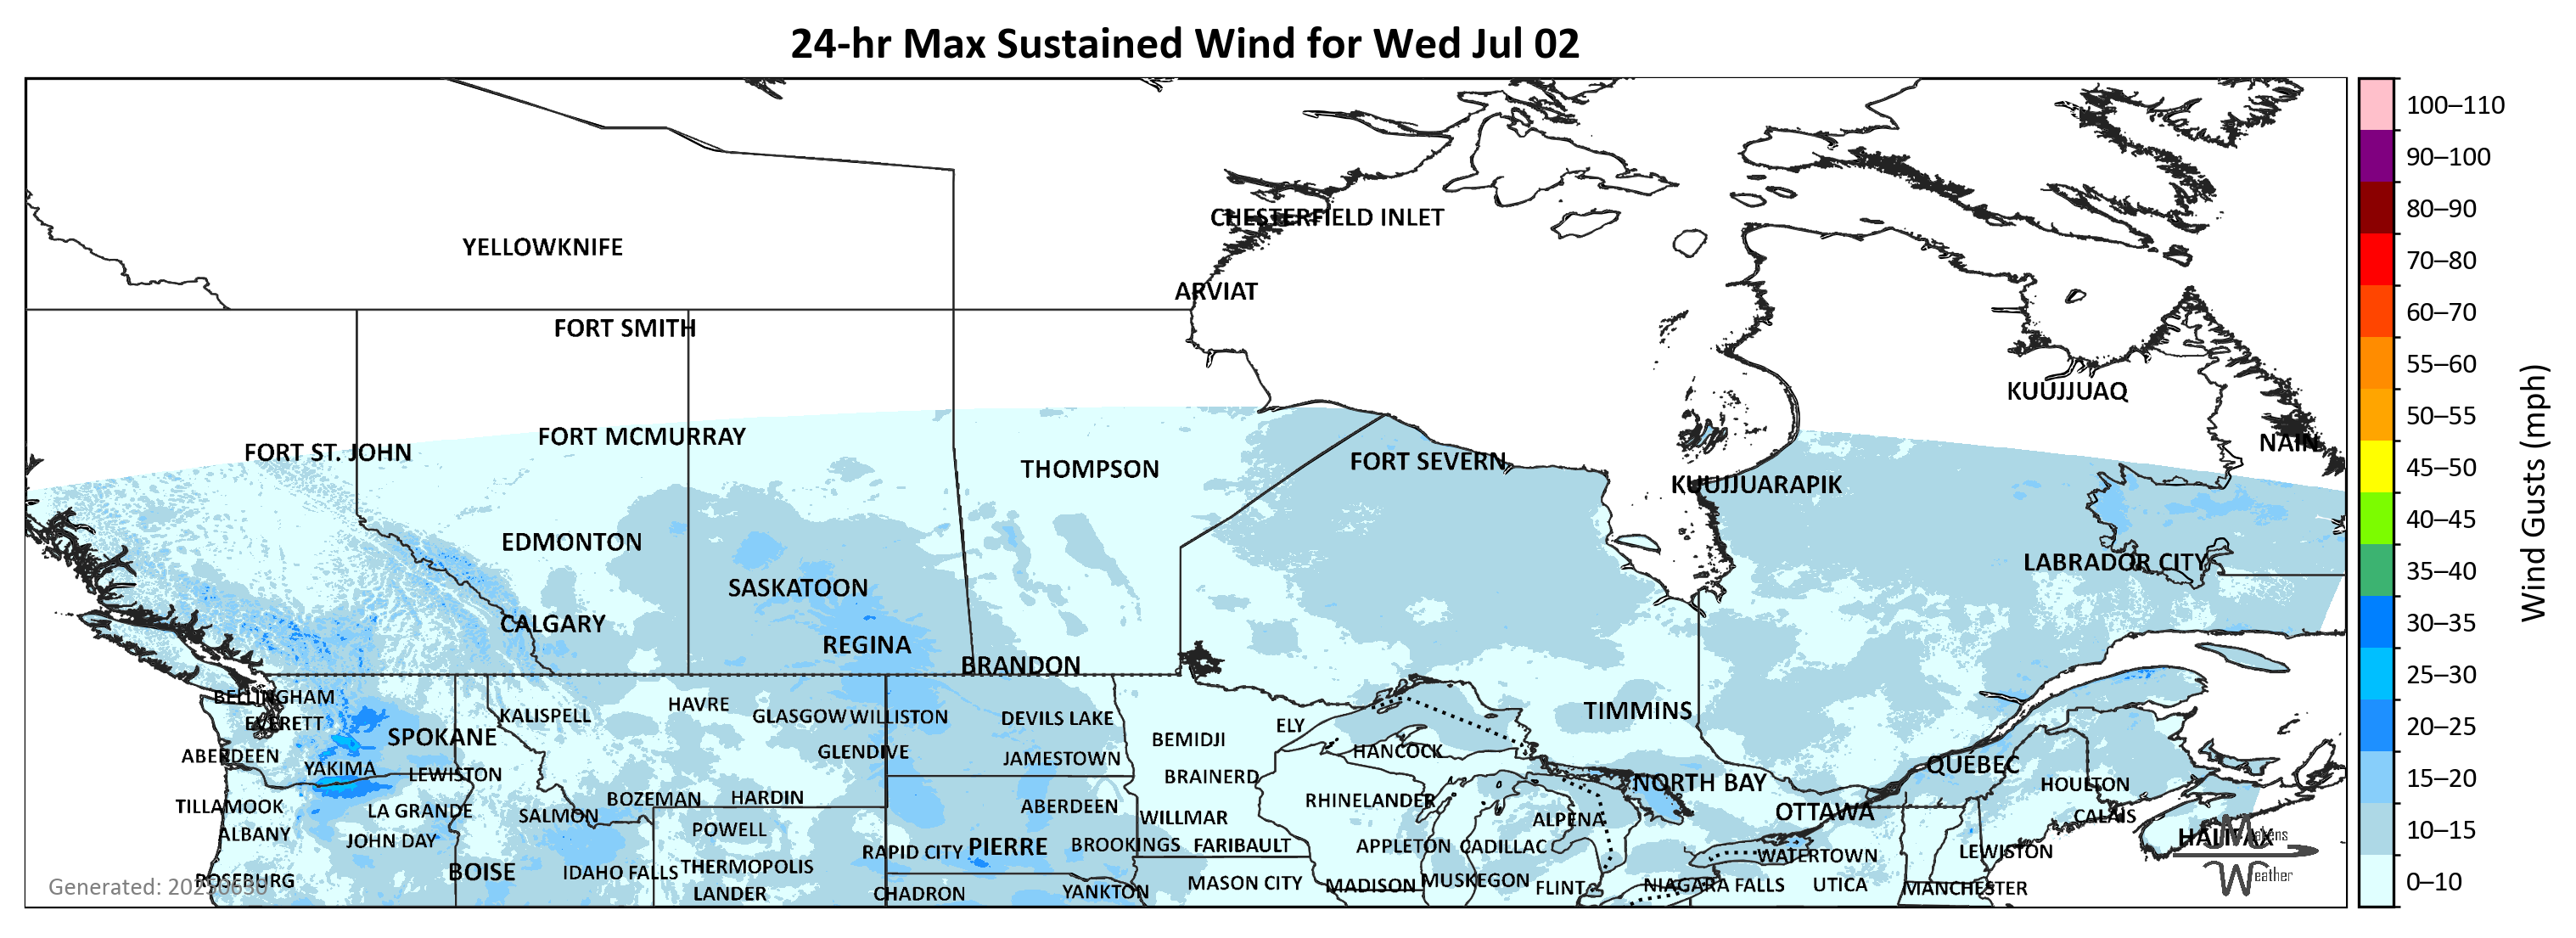 24-hr Max Sustained Wind for Wed Jul 02
100–110
90–100
80–90
70–80
60–70
55–60
50–55
45–50
40–45
35–40
30–35
25–30
20–25
15–20
10–15
0–10
Wind Gusts (mph)
CHESTERFIELD INLET
YELLOWKNIFE
ARVIAT
FORT SMITH
KUUJJUAQ
FORT MCMURRAY
NAIN
FORT ST. JOHN
FORT SEVERN
THOMPSON
KUUJJUARAPIK
EDMONTON
LABRADOR CITY
SASKATOON
CALGARY
REGINA
BRANDON
BELLINGHAM
HAVRE
TIMMINS
KALISPELL
GLASGOW
WILLISTON
DEVILS LAKE
EVERETT
ELY
SPOKANE
BEMIDJI
HANCOCK
GLENDIVE
ABERDEEN
JAMESTOWN
QUÉBEC
YAKIMA
LEWISTON
BRAINERD
NORTH BAY
HOULTON
BOZEMAN
HARDIN
RHINELANDER
TILLAMOOK
ABERDEEN
LA GRANDE
OTTAWA
SALMON
CALAIS
WILLMAR
ALPENA
POWELL
ALBANY
HALIFAX
Makens
JOHN DAY
BROOKINGS
FARIBAULT
PIERRE
APPLETON
CADILLAC
RAPID CITY
LEWISTON
WATERTOWN
THERMOPOLIS
BOISE
IDAHO FALLS
Weather
ROSEBURG
MUSKEGON
MASON CITY
MADISON
NIAGARA FALLS
UTICA
Generated: 20250630
FLINT
MANCHESTER
YANKTON
LANDER
CHADRON